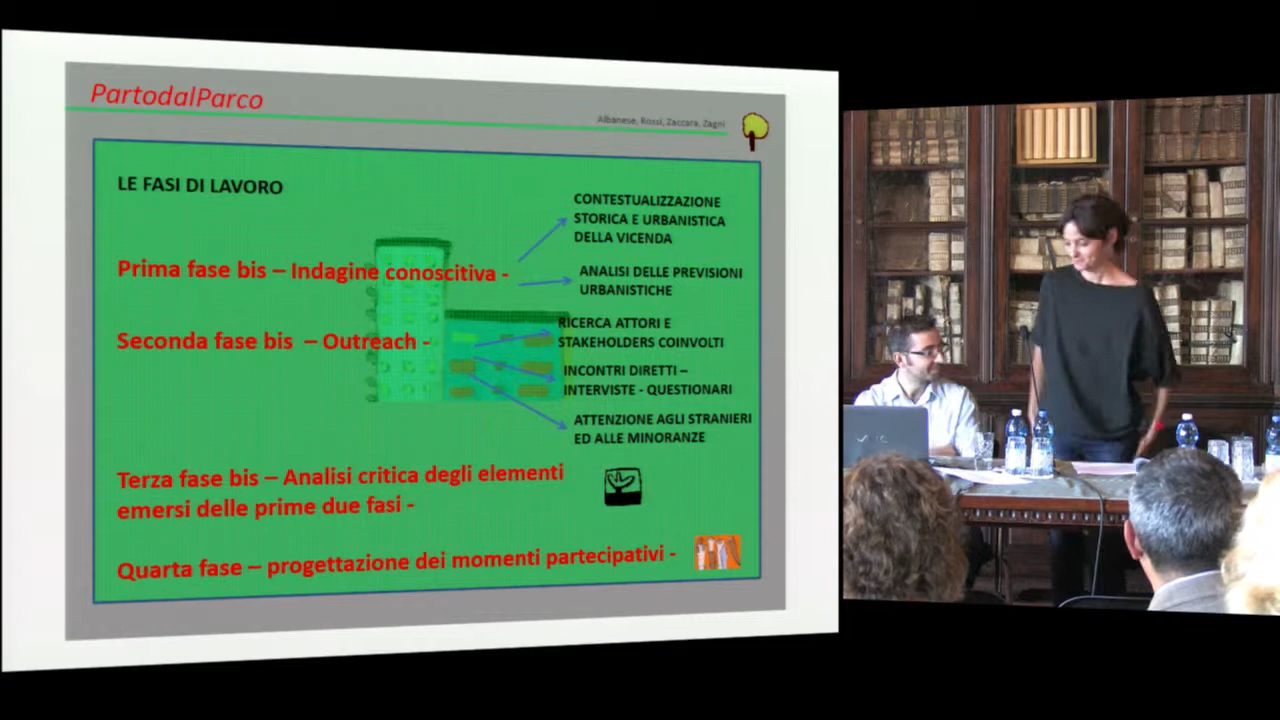 PartodalParco
Albanese, Rossi, Zaccara, Zagni
LE FASI DI LAVORO
Prima fase bis – Indagine conoscitiva -
CONTESTUALIZZAZIONE
STORICA E URBANISTICA
DELLA VICENDA
ANALISI DELLE PREVISIONI
URBANISTICHE
Seconda fase bis – Outreach -
RICERCA ATTORI E
STAKEHOLDERS COINVOLTI
INCONTRI DIRETTI –
INTERVISTE - QUESTIONARI
ATTENZIONE AGLI STRANIERI
ED ALLE MINORANZE
Terza fase bis – Analisi critica degli elementi
emersi delle prime due fasi -
Quarta fase – progettazione dei momenti partecipativi -
VAIO